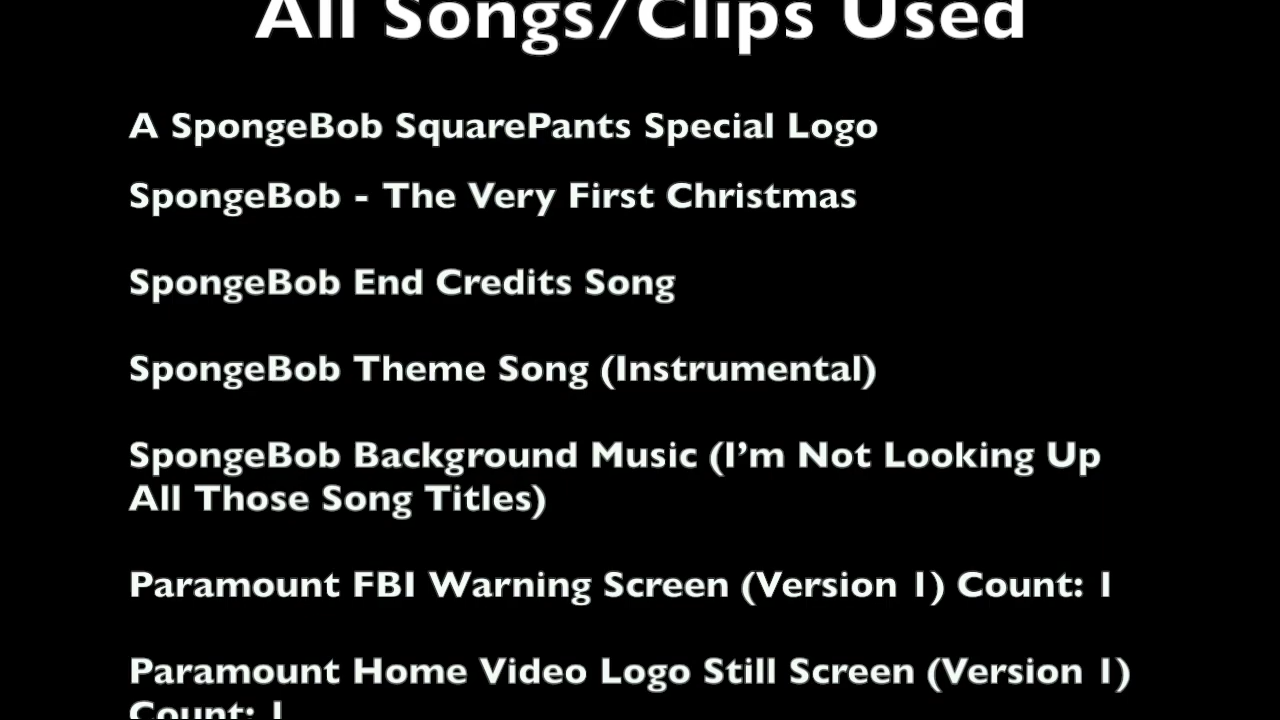 All Songs/Clips Used
A SpongeBob SquarePants Special Logo
SpongeBob - The Very First Christmas
SpongeBob End Credits Song
SpongeBob Theme Song (Instrumental)
SpongeBob Background Music (I’m Not Looking Up
All Those Song Titles)
Paramount FBI Warning Screen (Version 1) Count: 1
Paramount Home Video Logo Still Screen (Version 1)
Count: 1